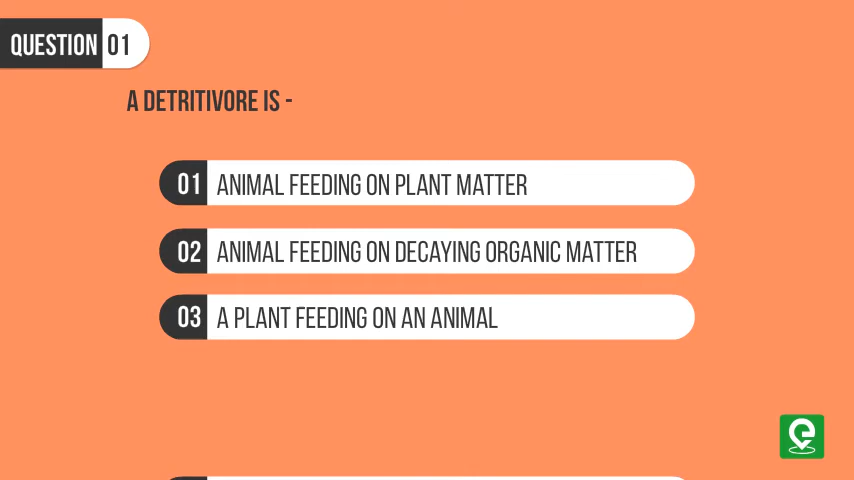 QUESTION 01
A DETRITIVORE IS -
01 ANIMAL FEEDING ON PLANT MATTER
02 ANIMAL FEEDING ON DECAYING ORGANIC MATTER
03 A PLANT FEEDING ON AN ANIMAL